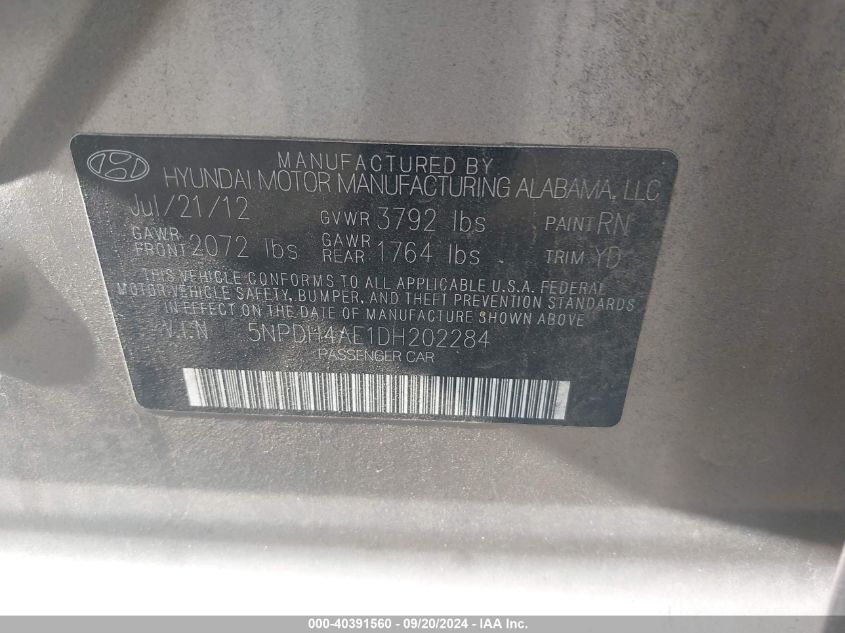 MANUFACTURED BY
HYUNDAI MOTOR MANUFACTURING ALABAMA, LLC
Jul/21/12 GVWR 3792 lbs PAINT RN
GAWR FRONT 2072 lbs GAWR REAR 1764 lbs TRIM YD
THIS VEHICLE CONFORMS TO ALL APPLICABLE U.S.A. FEDERAL
MOTOR VEHICLE SAFETY, BUMPER, AND THEFT PREVENTION STANDARDS
IN EFFECT ON THE DATE OF MANUFACTURE SHOWN ABOVE.
V.I.N 5NPDH4AE1DH202284
PASSENGER CAR
000-40391560 - 09/20/2024 - IAA Inc.